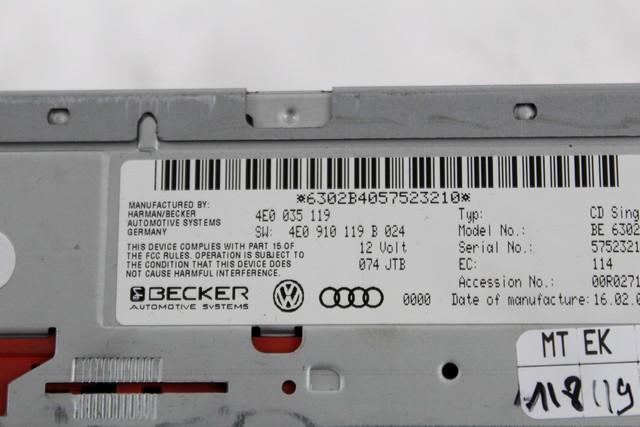 *6302B4057523210*
MANUFACTURED BY:
HARMAN/BECKER
AUTOMOTIVE SYSTEMS
GERMANY
4E0 035 119
SW: 4E0 910 119 B 024
12 Volt
074 JTB
THIS DEVICE COMPLIES WITH PART 15 OF
THE FCC RULES. OPERATION IS SUBJECT TO
THE CONDITION THAT THIS DEVICE DOES
NOT CAUSE HARMFUL INTERFERENCE.
BECKER
AUTOMOTIVE SYSTEMS
0000
Typ: CD Sing
Model No.: BE 6302
Serial No.: 5752321
EC: 114
Accession No.: 00R0271
Date of manufacture: 16.02.0
MT EK
118 119